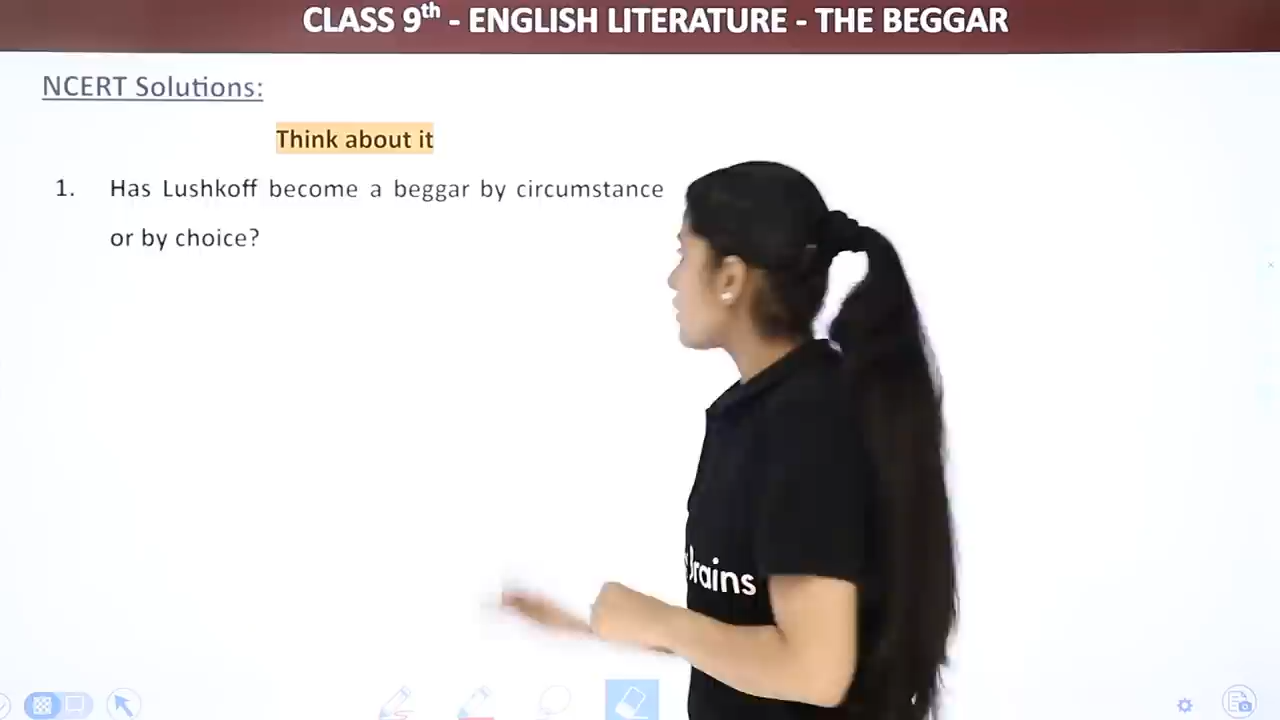 CLASS 9th - ENGLISH LITERATURE - THE BEGGAR
NCERT Solutions:
Think about it
1. Has Lushkoff become a beggar by circumstance
or by choice?